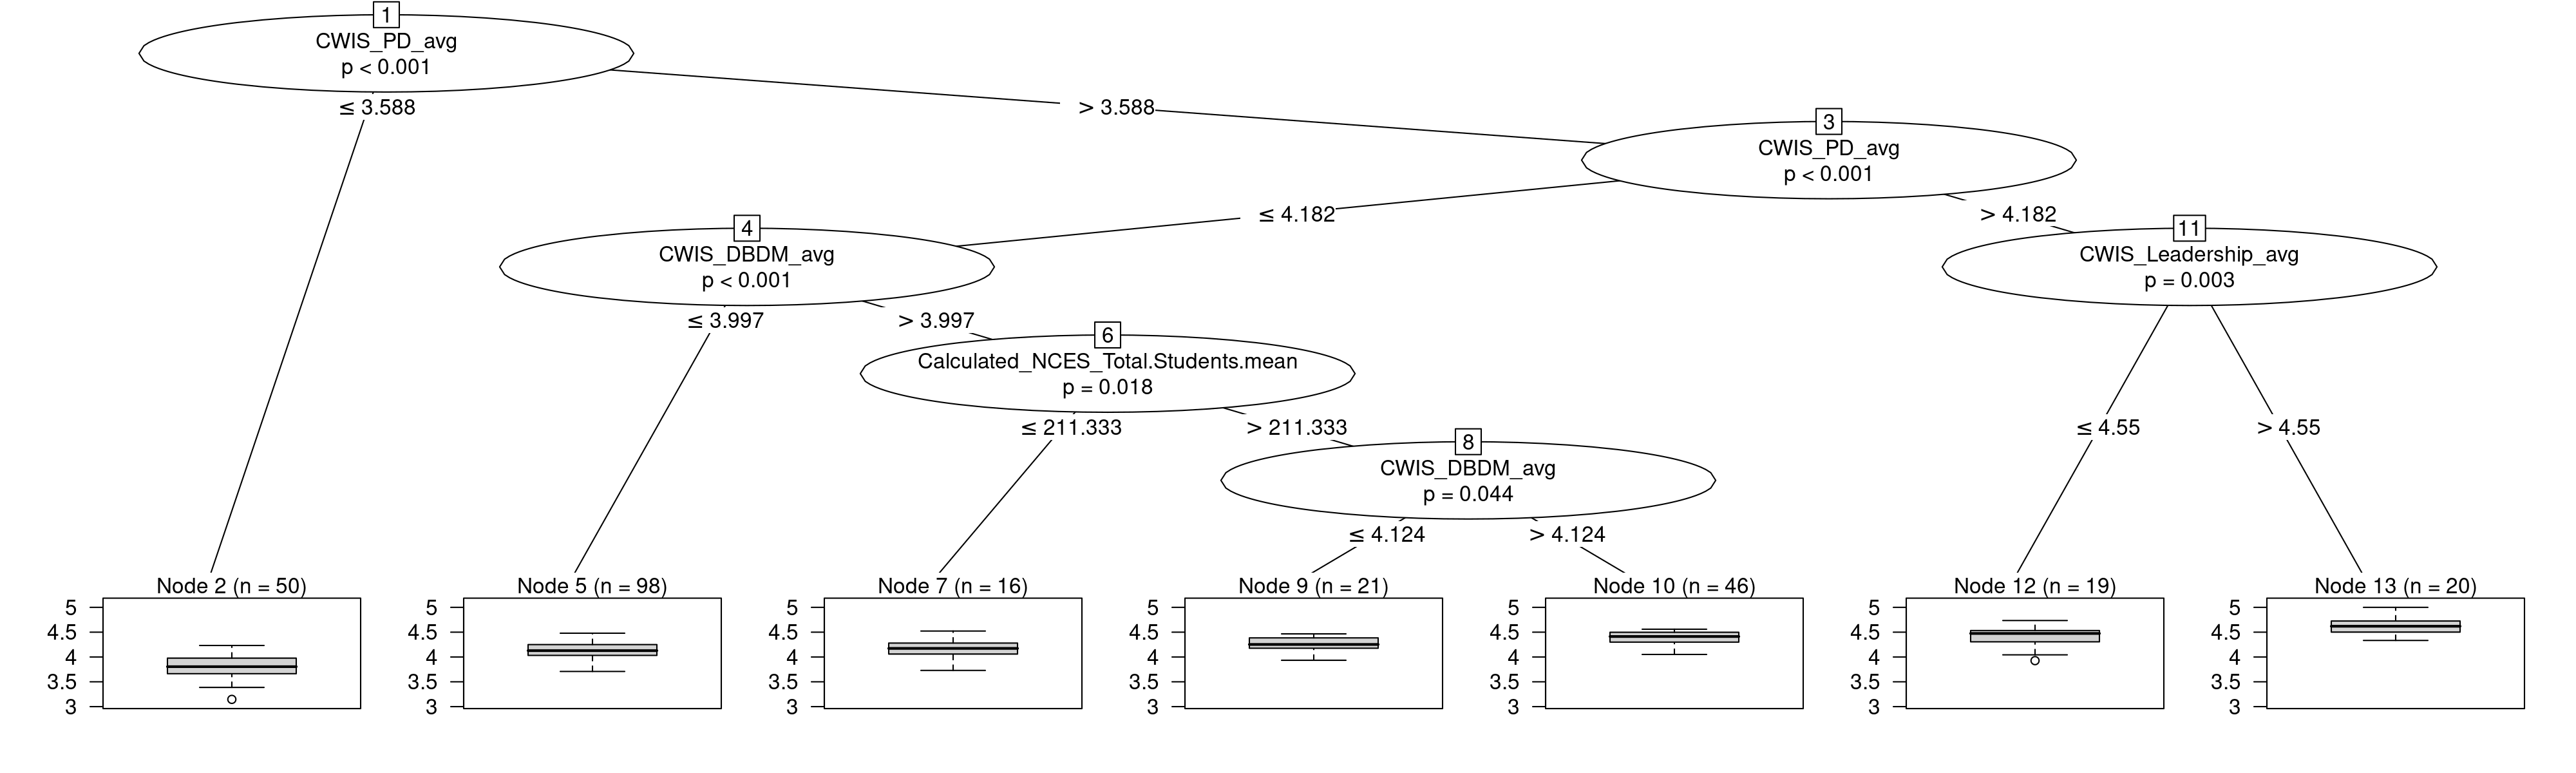 1
CWIS_PD_avg
p < 0.001
≤ 3.588
> 3.588
3
CWIS_PD_avg
p < 0.001
≤ 4.182
> 4.182
4
CWIS_DBDM_avg
p < 0.001
11
CWIS_Leadership_avg
p = 0.003
≤ 3.997
> 3.997
6
Calculated_NCES_Total.Students.mean
p = 0.018
≤ 211.333
> 211.333
≤ 4.55
> 4.55
8
CWIS_DBDM_avg
p = 0.044
≤ 4.124
> 4.124
Node 2 (n = 50)
5
4.5
4
3.5
3
Node 5 (n = 98)
5
4.5
4
3.5
3
Node 7 (n = 16)
5
4.5
4
3.5
3
Node 9 (n = 21)
5
4.5
4
3.5
3
Node 10 (n = 46)
5
4.5
4
3.5
3
Node 12 (n = 19)
5
4.5
4
3.5
3
Node 13 (n = 20)
5
4.5
4
3.5
3